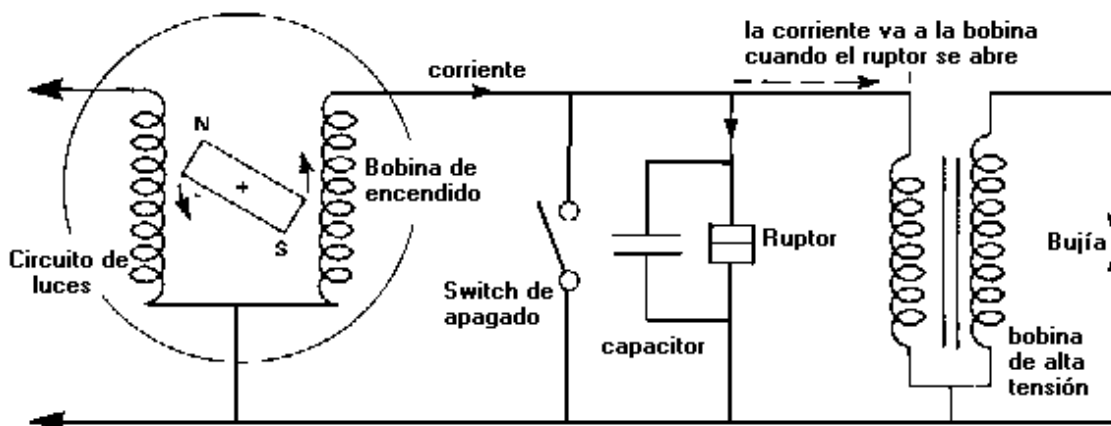 la corriente va a la bobina
cuando el ruptor se abre
corriente
N
+
S
Bobina de
encendido
Circuito de
luces
Switch de
apagado
capacitor
Ruptor
Bujía
bobina
de alta
tensión